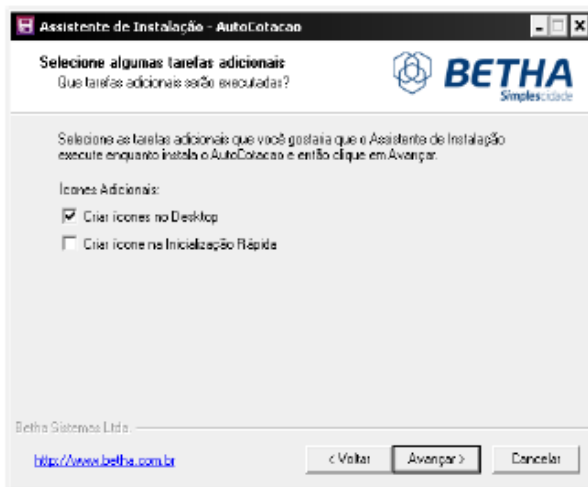 Assistente de Instalação - AutoCotacao
Selecione algumas tarefas adicionais
Que tarefas adicionais serão executadas?
BETHA
Simplescidade
Selecione as tarefas adicionais que você gostaria que o Assistente de Instalação
execute enquanto instala o AutoCotacao e então clique em Avançar.
Ícones Adicionais:
Criar ícones no Desktop
Criar ícone na Inicialização Rápida
Betha Sistemas Ltda.
http://www.betha.com.br
< Voltar
Avançar >
Cancelar